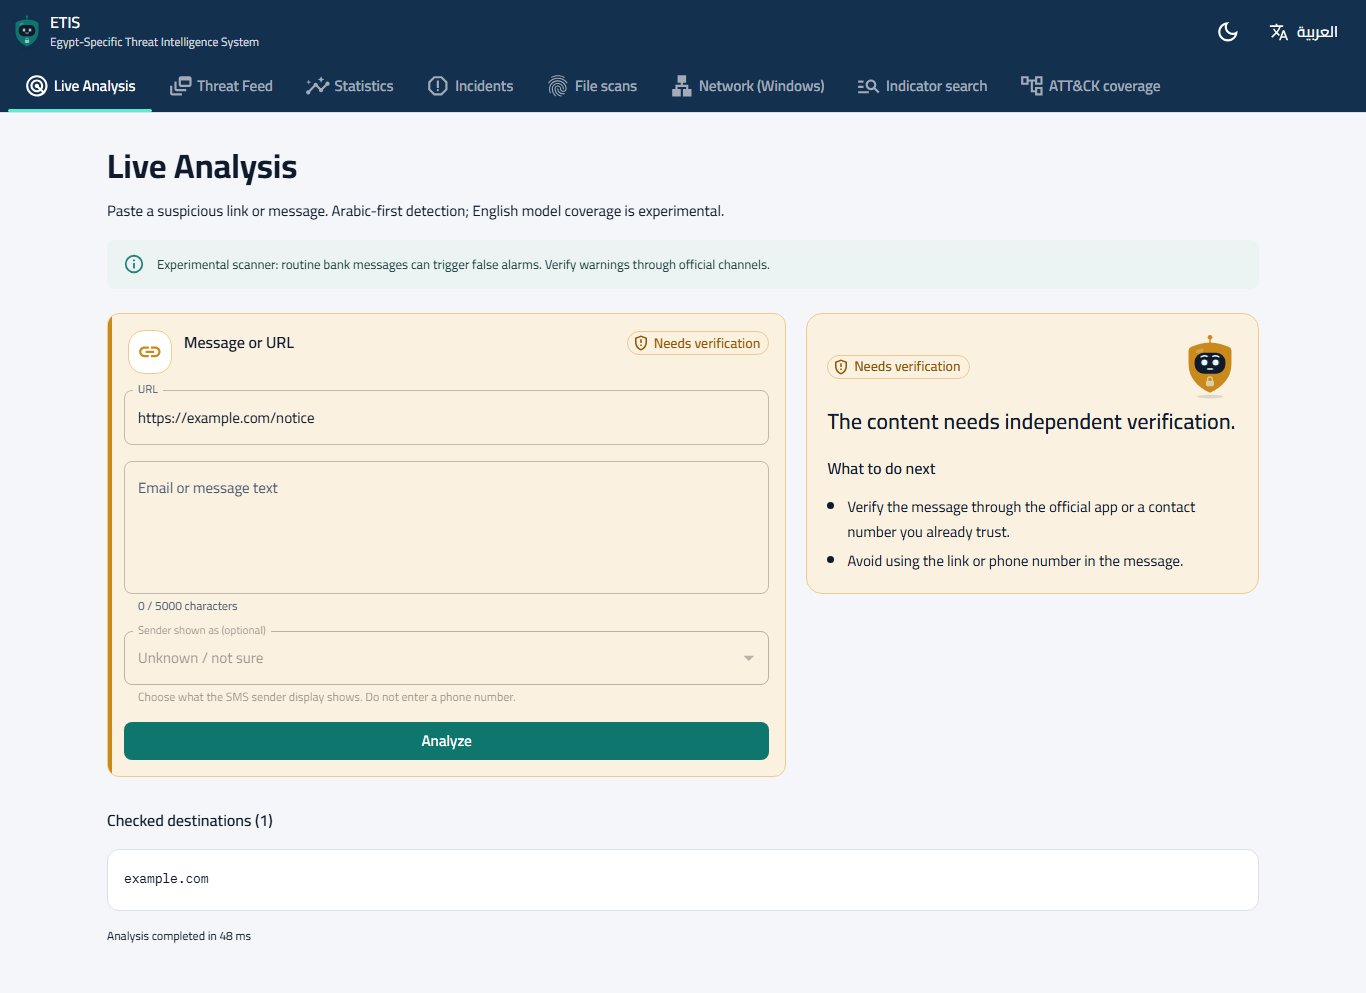 ETIS
Egypt-Specific Threat Intelligence System
العربية
Live Analysis
Threat Feed
Statistics
Incidents
File scans
Network (Windows)
Indicator search
ATT&CK coverage
Live Analysis
Paste a suspicious link or message. Arabic-first detection; English model coverage is experimental.
Experimental scanner: routine bank messages can trigger false alarms. Verify warnings through official channels.
Message or URL
Needs verification
URL
https://example.com/notice
Email or message text
0 / 5000 characters
Sender shown as (optional)
Unknown / not sure
Choose what the SMS sender display shows. Do not enter a phone number.
Analyze
Needs verification
The content needs independent verification.
What to do next
Verify the message through the official app or a contact
number you already trust.
Avoid using the link or phone number in the message.
Checked destinations (1)
example.com
Analysis completed in 48 ms